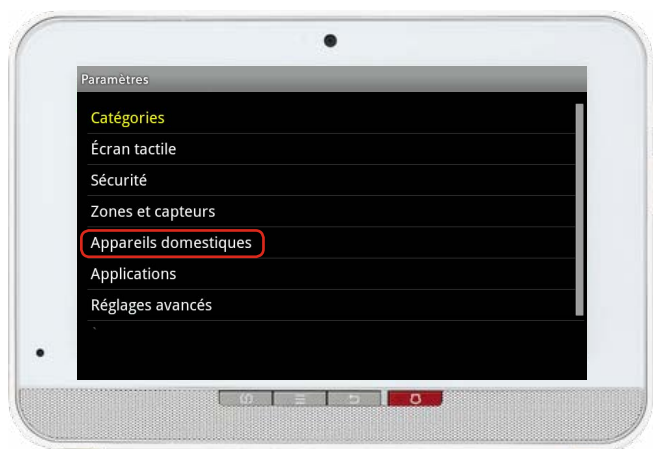 Paramètres
Catégories
Écran tactile
Sécurité
Zones et capteurs
Appareils domestiques
Applications
Réglages avancés